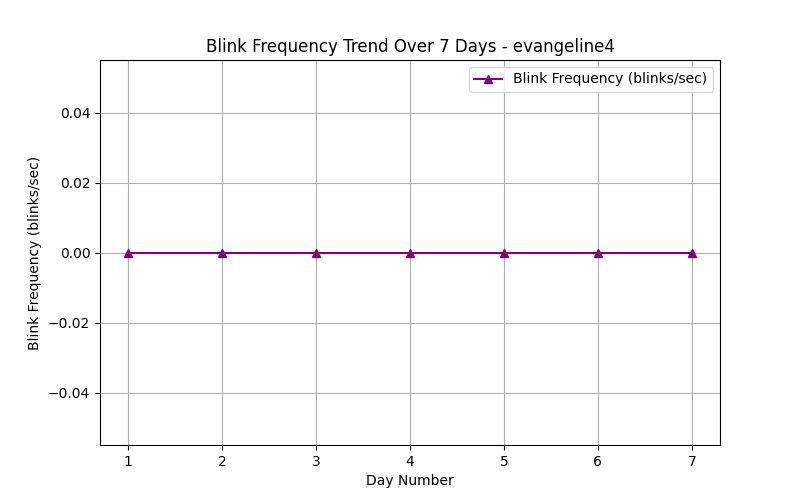 Blink Frequency Trend Over 7 Days - evangeline4
Blink Frequency (blinks/sec)
0.04
0.02
0.00
−0.02
−0.04
Blink Frequency (blinks/sec)
1 2 3 4 5 6 7
Day Number